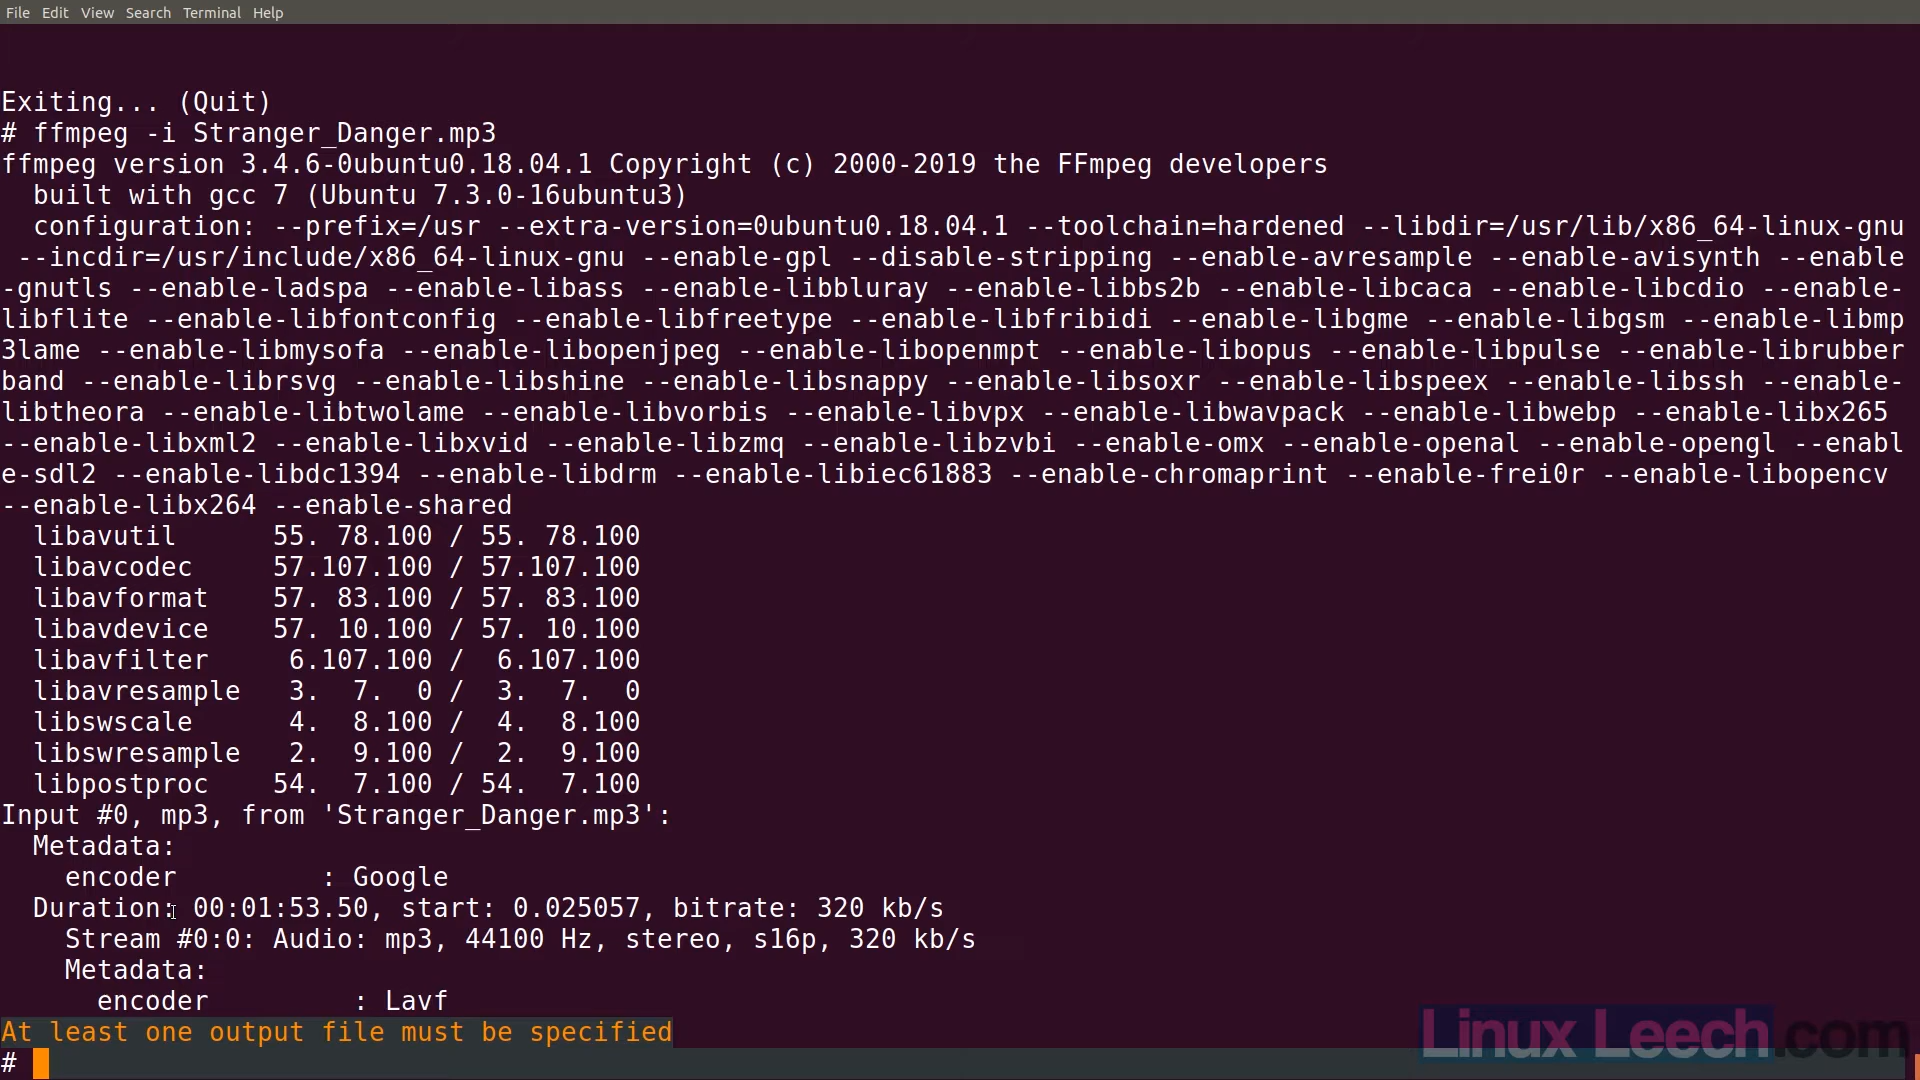 File Edit View Search Terminal Help
Exiting... (Quit)
# ffmpeg -i Stranger_Danger.mp3
ffmpeg version 3.4.6-0ubuntu0.18.04.1 Copyright (c) 2000-2019 the FFmpeg developers
  built with gcc 7 (Ubuntu 7.3.0-16ubuntu3)
  configuration: --prefix=/usr --extra-version=0ubuntu0.18.04.1 --toolchain=hardened --libdir=/usr/lib/x86_64-linux-gnu
 --incdir=/usr/include/x86_64-linux-gnu --enable-gpl --disable-stripping --enable-avresample --enable-avisynth --enable
-gnutls --enable-ladspa --enable-libass --enable-libbluray --enable-libbs2b --enable-libcaca --enable-libcdio --enable-
libflite --enable-libfontconfig --enable-libfreetype --enable-libfribidi --enable-libgme --enable-libgsm --enable-libmp
3lame --enable-libmysofa --enable-libopenjpeg --enable-libopenmpt --enable-libopus --enable-libpulse --enable-librubber
band --enable-librsvg --enable-libshine --enable-libsnappy --enable-libsoxr --enable-libspeex --enable-libssh --enable-
libtheora --enable-libtwolame --enable-libvorbis --enable-libvpx --enable-libwavpack --enable-libwebp --enable-libx265
--enable-libxml2 --enable-libxvid --enable-libzmq --enable-libzvbi --enable-omx --enable-openal --enable-opengl --enabl
e-sdl2 --enable-libdc1394 --enable-libdrm --enable-libiec61883 --enable-chromaprint --enable-frei0r --enable-libopencv
--enable-libx264 --enable-shared
  libavutil      55. 78.100 / 55. 78.100
  libavcodec     57.107.100 / 57.107.100
  libavformat    57. 83.100 / 57. 83.100
  libavdevice    57. 10.100 / 57. 10.100
  libavfilter     6.107.100 /  6.107.100
  libavresample   3.  7.  0 /  3.  7.  0
  libswscale      4.  8.100 /  4.  8.100
  libswresample   2.  9.100 /  2.  9.100
  libpostproc    54.  7.100 / 54.  7.100
Input #0, mp3, from 'Stranger_Danger.mp3':
  Metadata:
    encoder         : Google
  Duration: 00:01:53.50, start: 0.025057, bitrate: 320 kb/s
    Stream #0:0: Audio: mp3, 44100 Hz, stereo, s16p, 320 kb/s
    Metadata:
      encoder         : Lavf
At least one output file must be specified
#
Linux Leech.com